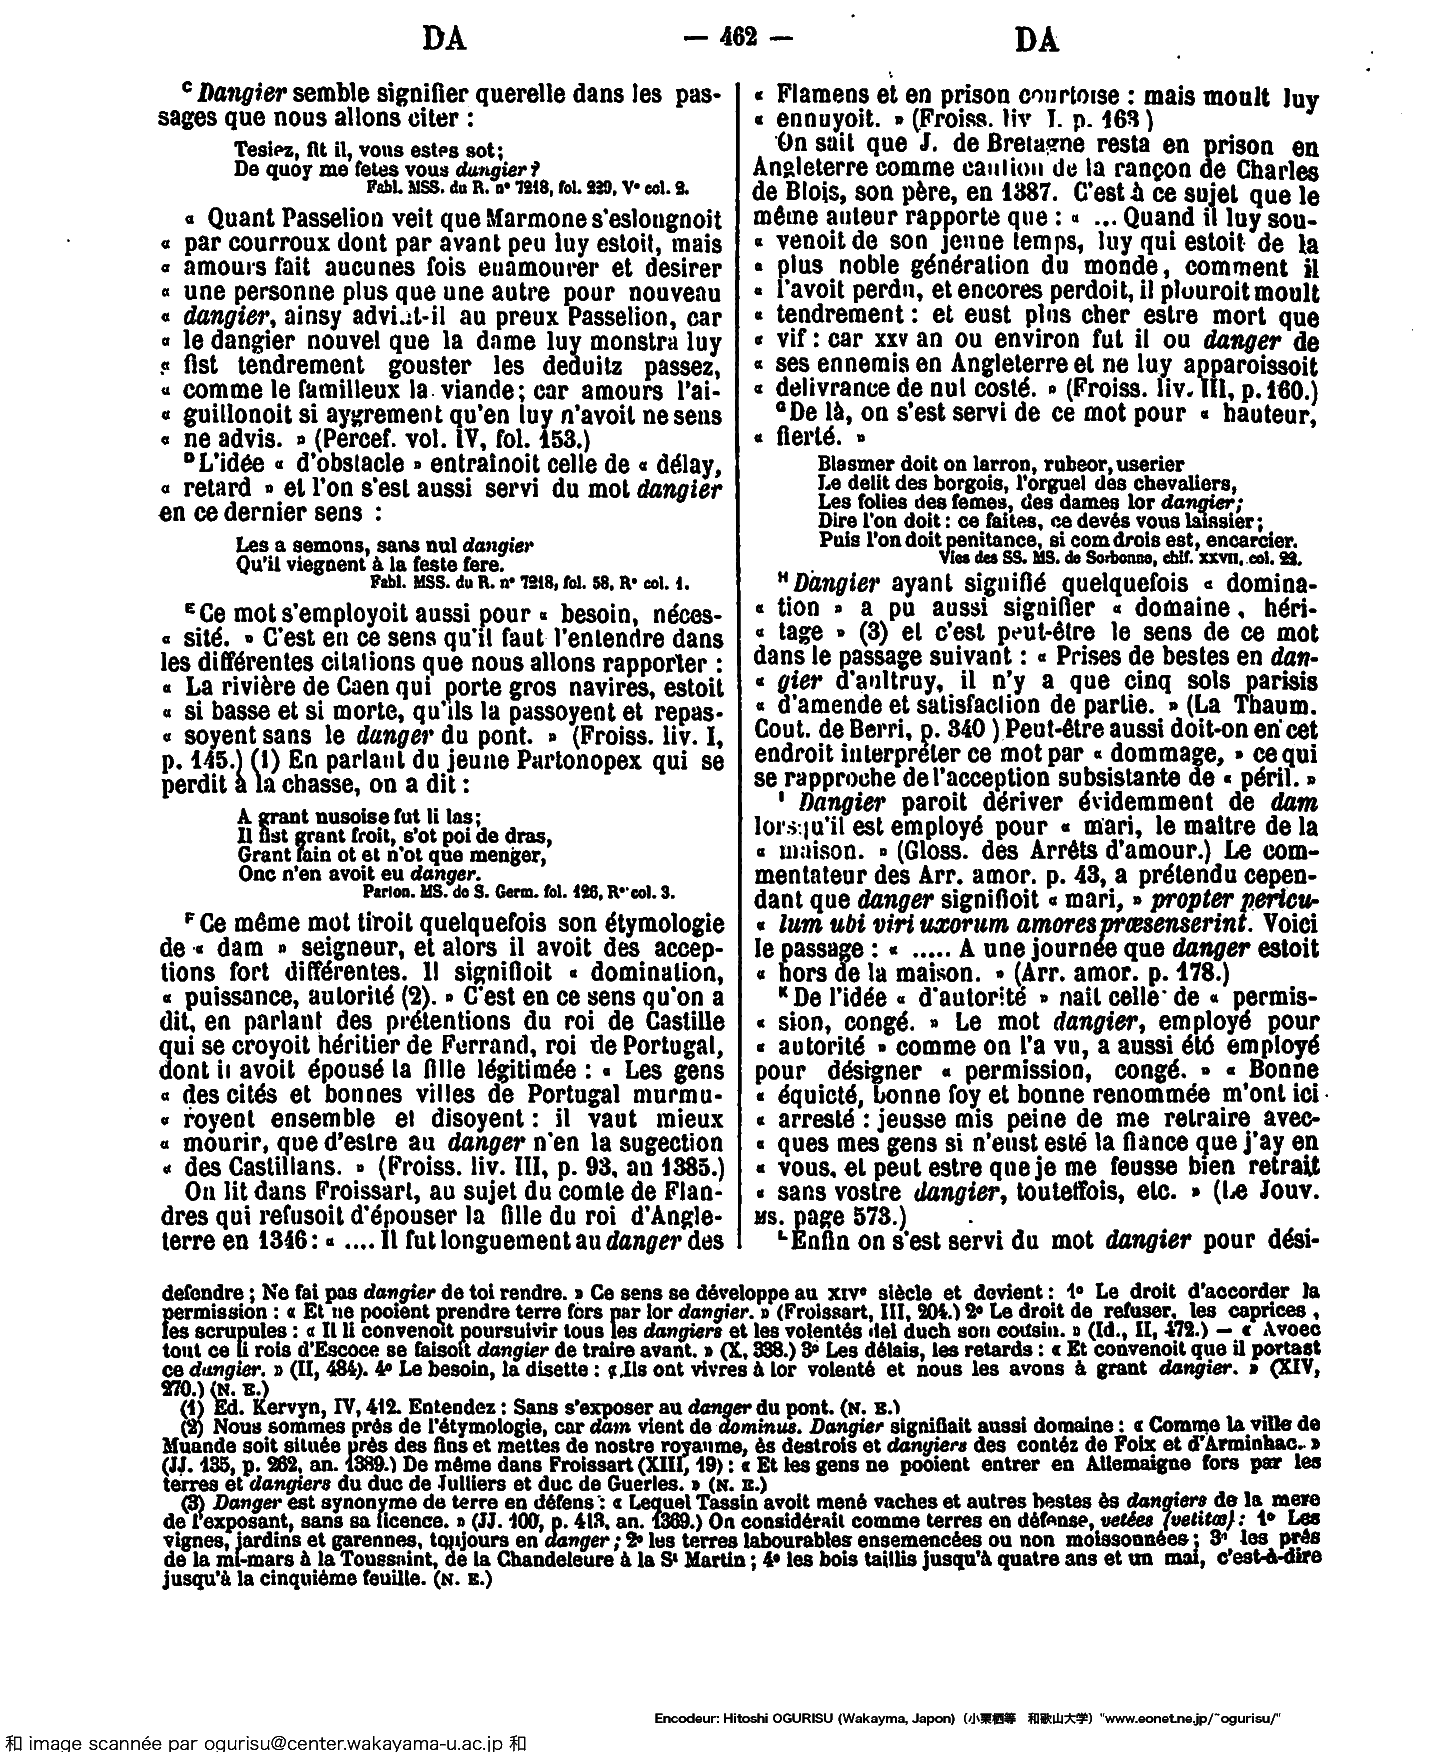 DA
— 462 —
DA
C Dangier semble signifier querelle dans les pas-
sages que nous allons citer :
Tesiez, fit il, vous estes sot;
De quoy me fetes vous dangier ?
Fabl. MSS. du R. n° 7218, fol. 229, V° col. 2.
« Quant Passelion veit que Marmone s'eslongnoit
« par courroux dont par avant peu luy estoit, mais
« amours fait aucunes fois enamourer et desirer
« une personne plus que une autre pour nouveau
« dangier, ainsy advint-il au preux Passelion, car
« le dangier nouvel que la dame luy monstra luy
« fist tendrement gouster les deduitz passez,
« comme le familleux la viande; car amours l'ai-
« guillonoit si aygrement qu'en luy n'avoit ne sens
« ne advis. » (Percef. vol. IV, fol. 153.)
D L'idée « d'obstacle » entrainoit celle de « délay,
« retard » et l'on s'est aussi servi du mot dangier
en ce dernier sens :
Les a semons, sans nul dangier
Qu'il viegnent à la feste fere.
Fabl. MSS. du R. n° 7218, fol. 58, R° col. 1.
E Ce mot s'employoit aussi pour « besoin, néces-
« sité. » C'est en ce sens qu'il faut l'entendre dans
les différentes citations que nous allons rapporter :
« La rivière de Caen qui porte gros navires, estoit
« si basse et si morte, qu'ils la passoyent et repas-
« soyent sans le danger du pont. » (Froiss. liv. I,
p. 145.) (1) En parlant du jeune Partonopex qui se
perdit à la chasse, on a dit :
A grant nusoise fut li las;
Il fist grant froit, s'ot poi de dras,
Grant fain ot et n'ot que menger,
Onc n'en avoit eu danger.
Parton. MS. de S. Germ. fol. 126, R° col. 3.
F Ce même mot tiroit quelquefois son étymologie
de « dam » seigneur, et alors il avoit des accep-
tions fort différentes. Il signifioit « domination,
« puissance, autorité (2). » C'est en ce sens qu'on a
dit, en parlant des prétentions du roi de Castille
qui se croyoit héritier de Ferrand, roi de Portugal,
dont il avoit épousé la fille légitimée : « Les gens
« des cités et bonnes villes de Portugal murmu-
« royent ensemble et disoyent : il vaut mieux
« mourir, que d'estre au danger n'en la sugection
« des Castillans. » (Froiss. liv. III, p. 93, an 1385.)
On lit dans Froissart, au sujet du comte de Flan-
dres qui refusoit d'épouser la fille du roi d'Angle-
terre en 1346 : « .... Il fut longuement au danger des
« Flamens et en prison courtoise : mais moult luy
« ennuyoit. » (Froiss. liv I. p. 163)
On sait que J. de Bretagne resta en prison en
Angleterre comme caution de la rançon de Charles
de Blois, son père, en 1387. C'est à ce sujet que le
même auteur rapporte que : « ... Quand il luy sou-
« venoit de son jeune temps, luy qui estoit de la
« plus noble génération du monde, comment il
« l'avoit perdu, et encores perdoit, il plouroit moult
« tendrement : et eust plus cher estre mort que
« vif : car xxv an ou environ fut il ou danger de
« ses ennemis en Angleterre et ne luy apparoissoit
« delivrance de nul costé. » (Froiss. liv. III, p. 160.)
G De là, on s'est servi de ce mot pour « hauteur,
« fierté. »
Blasmer doit on larron, rubeor, userier
Le delit des borgois, l'orguel des chevaliers,
Les folies des femes, des dames lor dangier;
Dire l'on doit : ce faites, ce devés vous laissier;
Puis l'on doit penitance, si com drois est, encarcier.
Vies des SS. MS. de Sorbonne, chif. XXVII, col. 22.
H Dangier ayant signifié quelquefois « domina-
« tion » a pu aussi signifier « domaine, héri-
« tage » (3) et c'est peut-être le sens de ce mot
dans le passage suivant : « Prises de bestes en dan-
« gier d'aultruy, il n'y a que cinq sols parisis
« d'amende et satisfaction de partie. » (La Thaum.
Cout. de Berri, p. 340 ) Peut-être aussi doit-on en cet
endroit interpréter ce mot par « dommage, » ce qui
se rapproche de l'acception subsistante de « péril. »
I Dangier paroit dériver évidemment de dam
lorsqu'il est employé pour « mari, le maître de la
« maison. » (Gloss. des Arrêts d'amour.) Le com-
mentateur des Arr. amor. p. 43, a prétendu cepen-
dant que danger signifioit « mari, » propter pericu-
« lum ubi viri uxorum amores præsenserint. Voici
le passage : « ..... A une journée que danger estoit
« hors de la maison. » (Arr. amor. p. 178.)
K De l'idée « d'autorité » nait celle de « permis-
« sion, congé. » Le mot dangier, employé pour
« autorité » comme on l'a vu, a aussi été employé
pour désigner « permission, congé. » « Bonne
« équicté, bonne foy et bonne renommée m'ont ici
« arresté : jeusse mis peine de me retraire avec-
« ques mes gens si n'eust esté la fiance que j'ay en
« vous, et peut estre que je me feusse bien retrait
« sans vostre dangier, touteffois, etc. » (Le Jouv.
MS. page 573.)
L Enfin on s'est servi du mot dangier pour dési-
defendre ; Ne fai pas dangier de toi rendre. » Ce sens se développe au XIVe siècle et devient : 1° Le droit d'accorder la
permission : « Et ne pooient prendre terre fors par lor dangier. » (Froissart, III, 204.) 2° Le droit de refuser, les caprices,
les scrupules : « Il li convenoit poursuivir tous les dangiers et les volentés del duch son cousin. » (Id., II, 472.) — « Avoec
tout ce li rois d'Escoce se faisoit dangier de traire avant. » (X, 338.) 3° Les délais, les retards : « Et convenoit que il portast
ce dangier. » (II, 484). 4° Le besoin, la disette : « Ils ont vivres à lor volenté et nous les avons à grant dangier. » (XIV,
270.) (N. E.)
(1) Ed. Kervyn, IV, 412. Entendez : Sans s'exposer au danger du pont. (N. E.)
(2) Nous sommes près de l'étymologie, car dam vient de dominus. Dangier signifiait aussi domaine : « Comme la ville de
Muande soit située près des fins et mettes de nostre royaume, ès destrois et dangiers des contéz de Foix et d'Arminhac. »
(JJ. 135, p. 262, an. 1389.) De même dans Froissart (XIII, 19) : « Et les gens ne pooient entrer en Allemaigne fors par les
terres et dangiers du duc de Julliers et duc de Guerles. » (N. E.)
(3) Danger est synonyme de terre en défens : « Lequel Tassin avoit mené vaches et autres bestes ès dangiers de la mere
de l'exposant, sans sa licence. » (JJ. 100, p. 413, an. 1369.) On considérait comme terres en défense, vetées (vetitæ) : 1° Les
vignes, jardins et garennes, toujours en danger ; 2° les terres labourables ensemencées ou non moissonnées ; 3° les prés
de la mi-mars à la Toussaint, de la Chandeleure à la St Martin ; 4° les bois taillis jusqu'à quatre ans et un mai, c'est-à-dire
jusqu'à la cinquième feuille. (N. E.)
Encodeur: Hitoshi OGURISU (Wakayma, Japon) (小栗栖等 和歌山大学) "www.eonet.ne.jp/~ogurisu/"
和 image scannée par ogurisu@center.wakayama-u.ac.jp 和